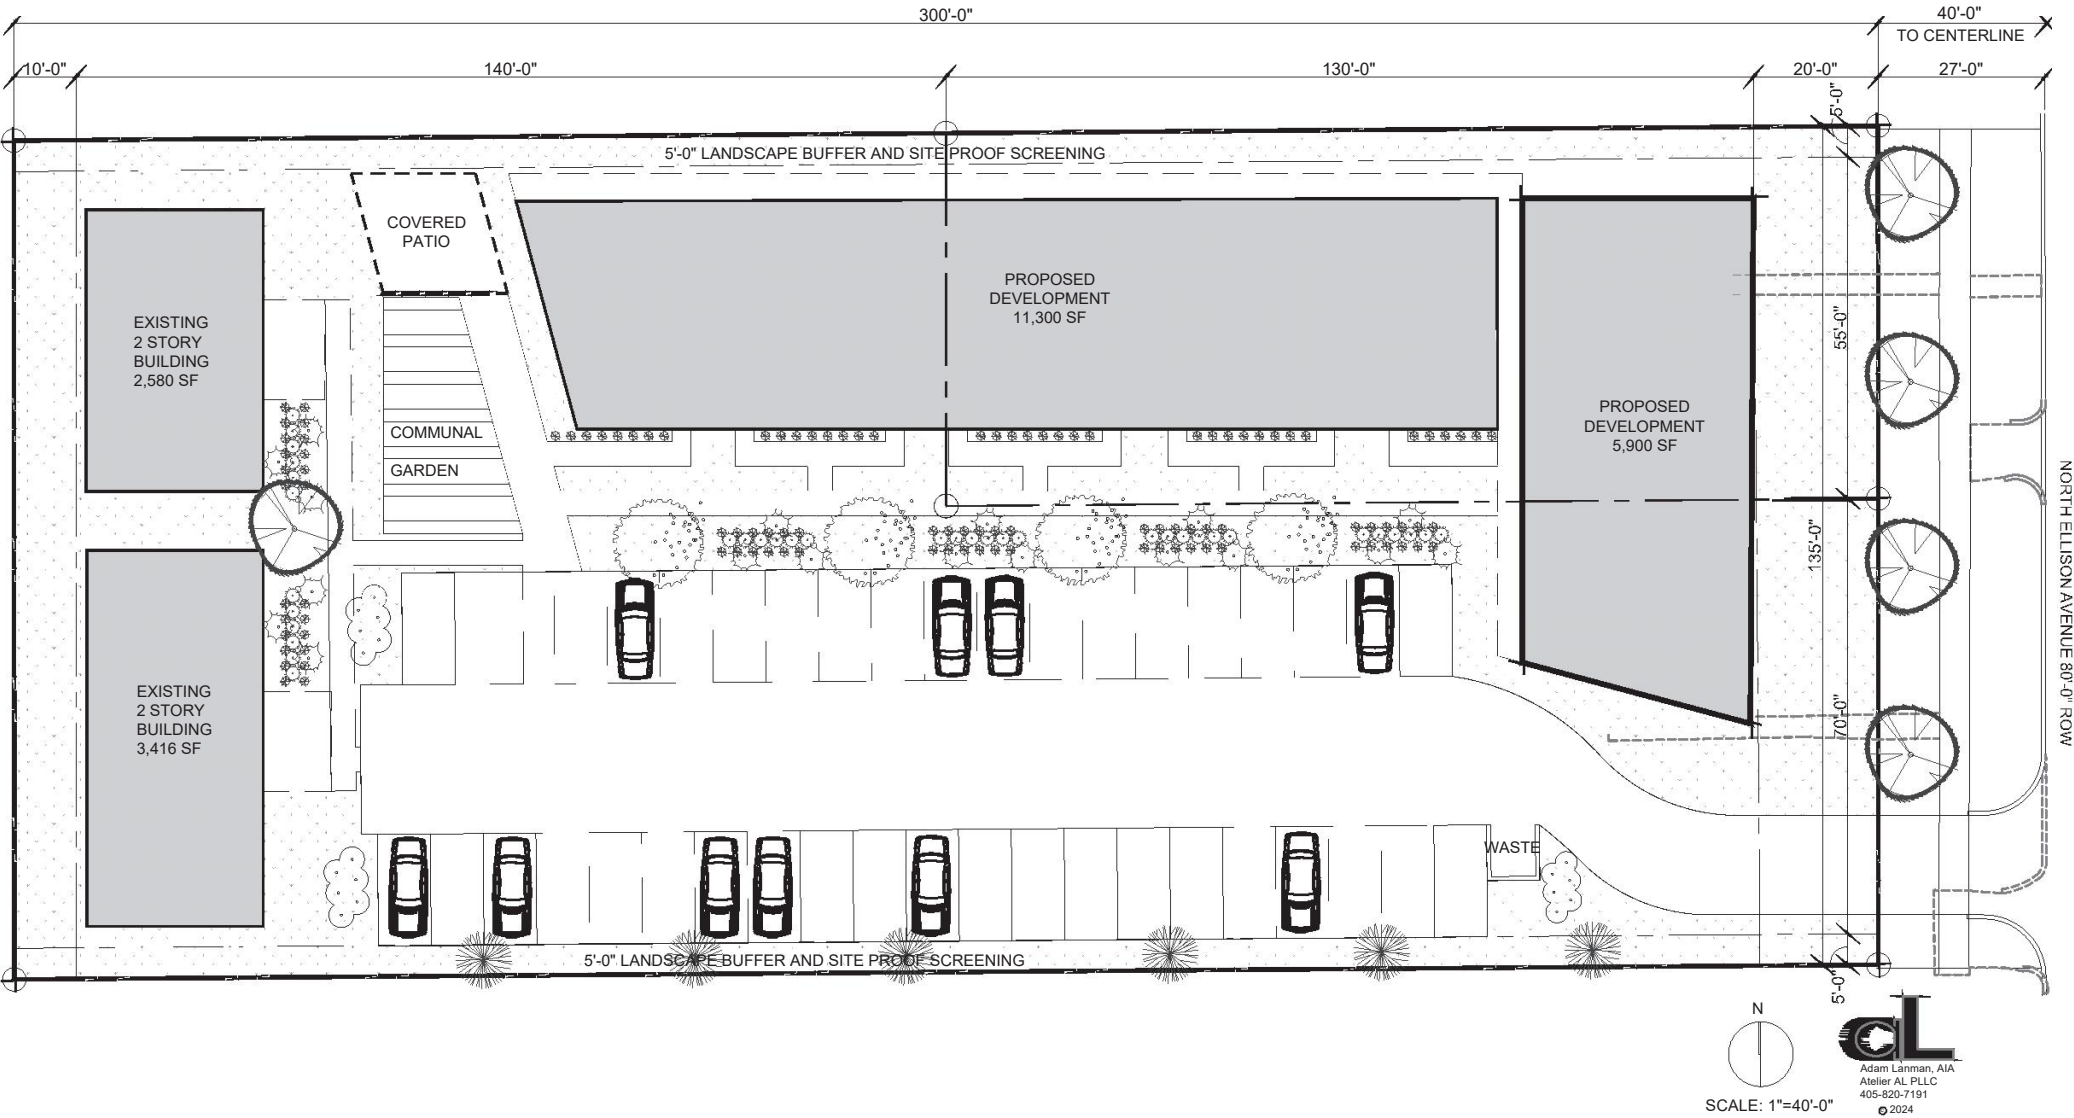 300'-0"
40'-0"
TO CENTERLINE
10'-0"
140'-0"
130'-0"
20'-0"
27'-0"
5'-0"
5'-0" LANDSCAPE BUFFER AND SITE PROOF SCREENING
COVERED
PATIO
PROPOSED
DEVELOPMENT
11,300 SF
EXISTING
2 STORY
BUILDING
2,580 SF
55'-0"
PROPOSED
DEVELOPMENT
5,900 SF
COMMUNAL
GARDEN
NORTH ELLISON AVENUE 80'-0" ROW
135'-0"
EXISTING
2 STORY
BUILDING
3,416 SF
70'-0"
WASTE
5'-0" LANDSCAPE BUFFER AND SITE PROOF SCREENING
5'-0"
N
aL
SCALE: 1"=40'-0"
Adam Lanman, AIA
Atelier AL PLLC
405-820-7191
© 2024